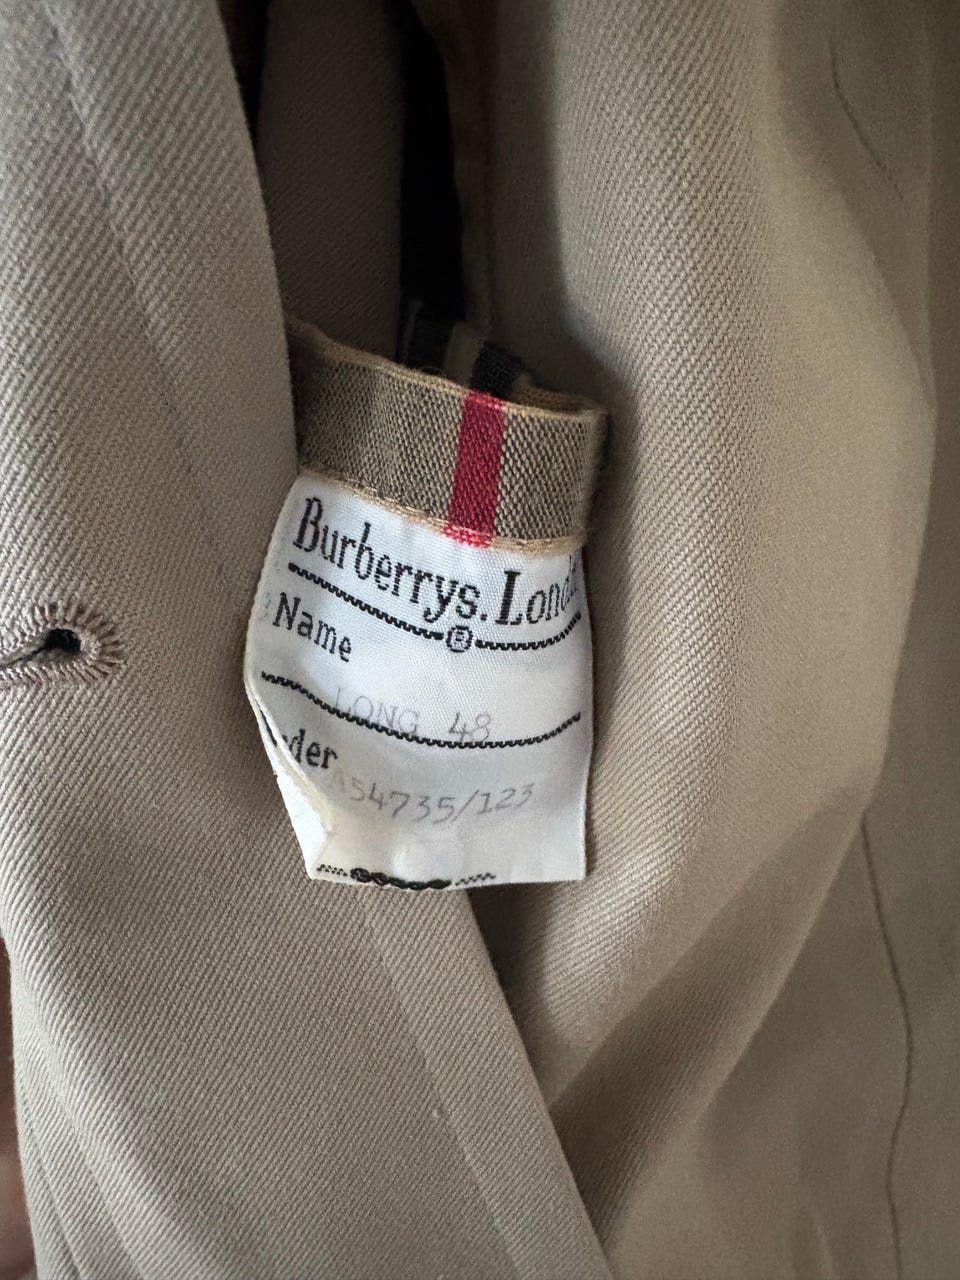 Burberrys. Lond
Name
LONG 48
der
A54735/123